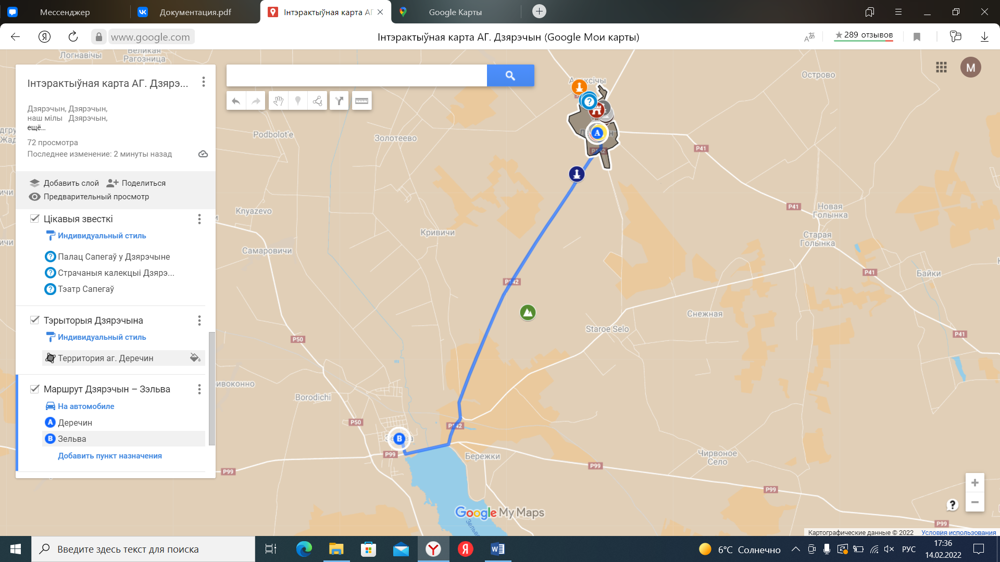 Мессенджер
Документация.pdf
Інтэрактыўная карта АГ
Google Карты
www.google.com
Інтэрактыўная карта АГ. Дзярэчын (Google Мои карты)
289 отзывов
Логнавічы
Великая
Рагозница
Інтэрактыўная карта АГ. Дзярэ...
Дзярэчын, Дзярэчын,
наш мілы Дзярэчын,
ещё...
72 просмотра
Последнее изменение: 2 минуты назад
Добавить слой
Поделиться
Предварительный просмотр
Цікавыя звесткі
Индивидуальный стиль
Палац Сапегаў у Дзярэчыне
Страчаныя калекцыі Дзярэ...
Тэатр Сапегаў
Тэрыторыя Дзярэчына
Индивидуальный стиль
Территория аг. Деречин
Маршрут Дзярэчын – Зэльва
На автомобиле
A Деречин
B Зельва
Добавить пункт назначения
M
Острово
Podbolot'e
Золотеево
A
P41
Knyazevo
Кривичи
Самаровичи
P41
Новая
Голынка
Старая
Голынка
P41
Байки
Снежная
Staroe Selo
P50
P41
Borodichi
P50
B
P99
Бережки
Чирвоное
Село
P99
P99
P99
P99
Google My Maps
Картографические данные © 2022
Условия использования
Введите здесь текст для поиска
6°C Солнечно
РУС
17:36
14.02.2022